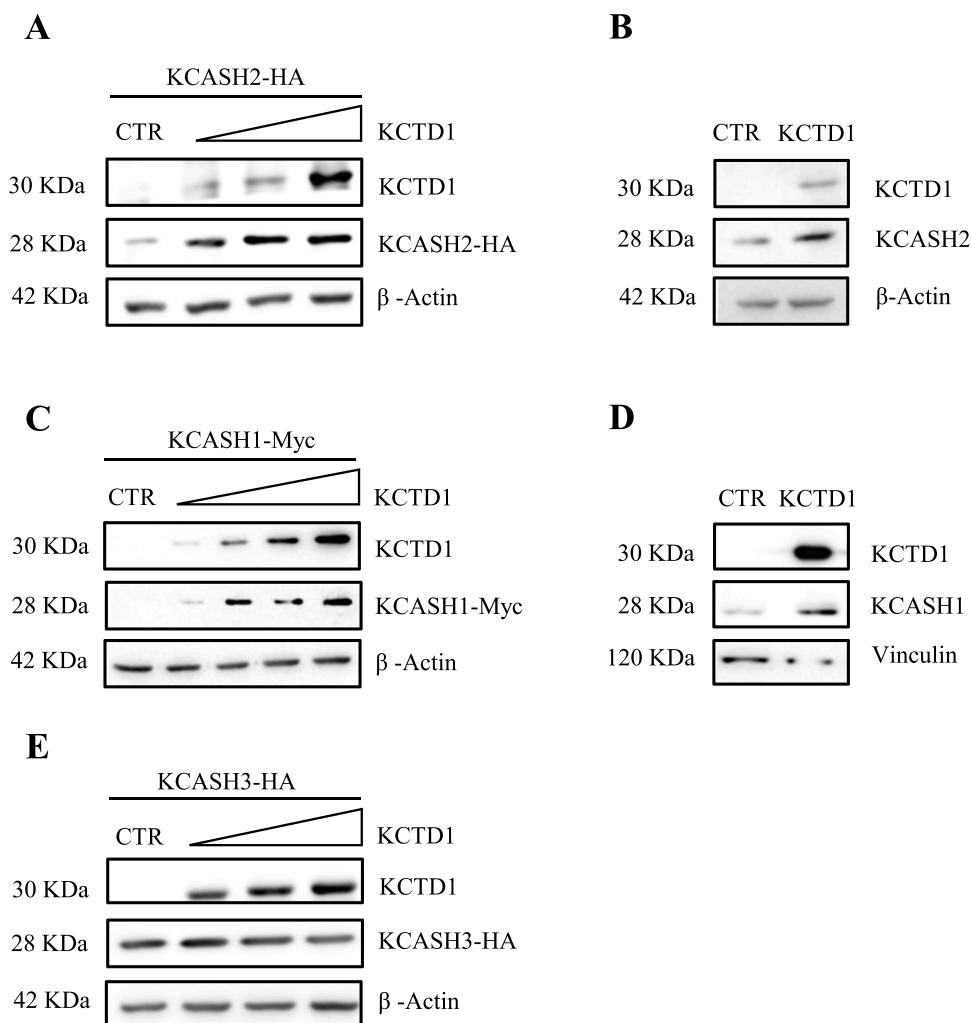 A
KCASH2-HA
CTR KCTD1
30 KDa KCTD1
28 KDa KCASH2-HA
42 KDa β -Actin
B
CTR KCTD1
30 KDa KCTD1
28 KDa KCASH2
42 KDa β-Actin
C
KCASH1-Myc
CTR KCTD1
30 KDa KCTD1
28 KDa KCASH1-Myc
42 KDa β -Actin
D
CTR KCTD1
30 KDa KCTD1
28 KDa KCASH1
120 KDa Vinculin
E
KCASH3-HA
CTR KCTD1
30 KDa KCTD1
28 KDa KCASH3-HA
42 KDa β -Actin